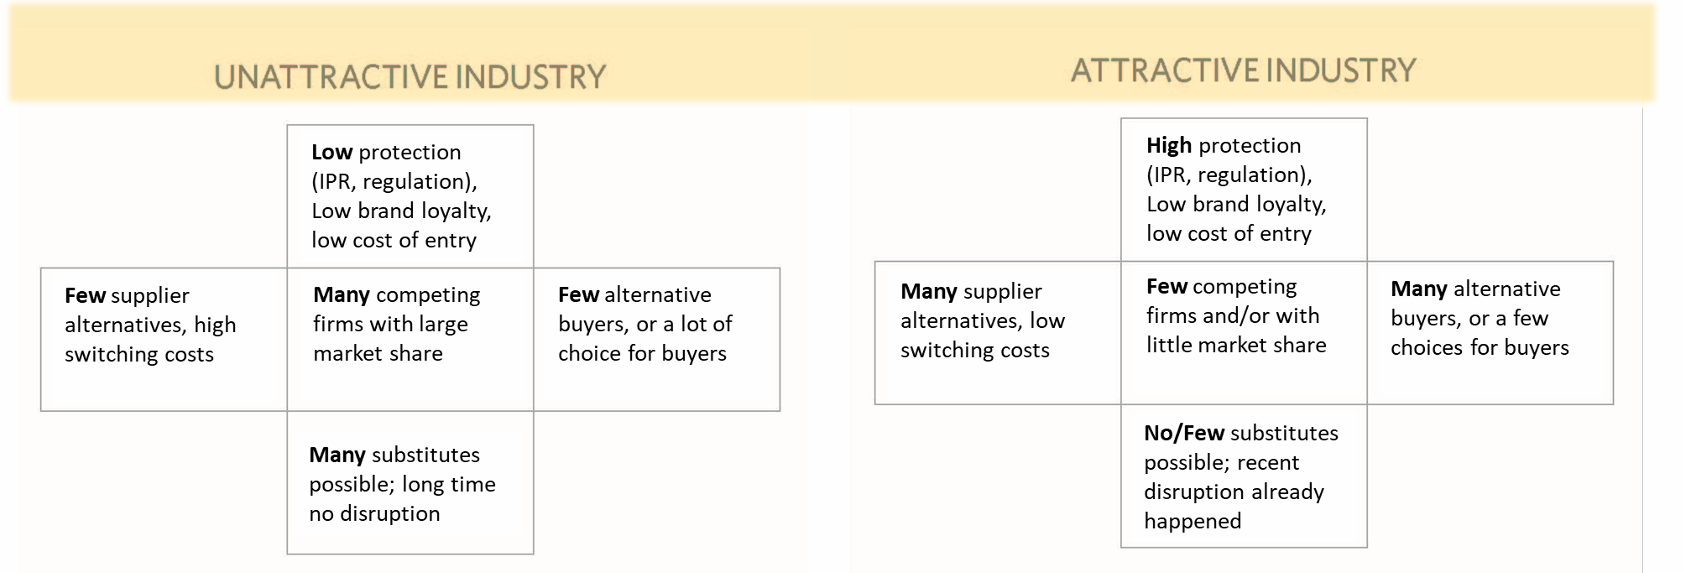 UNATTRACTIVE INDUSTRY
Low protection
(IPR, regulation),
Low brand loyalty,
low cost of entry
Few supplier
alternatives, high
switching costs
Many competing
firms with large
market share
Few alternative
buyers, or a lot of
choice for buyers
Many substitutes
possible; long time
no disruption
ATTRACTIVE INDUSTRY
High protection
(IPR, regulation),
Low brand loyalty,
low cost of entry
Many supplier
alternatives, low
switching costs
Few competing
firms and/or with
little market share
Many alternative
buyers, or a few
choices for buyers
No/Few substitutes
possible; recent
disruption already
happened